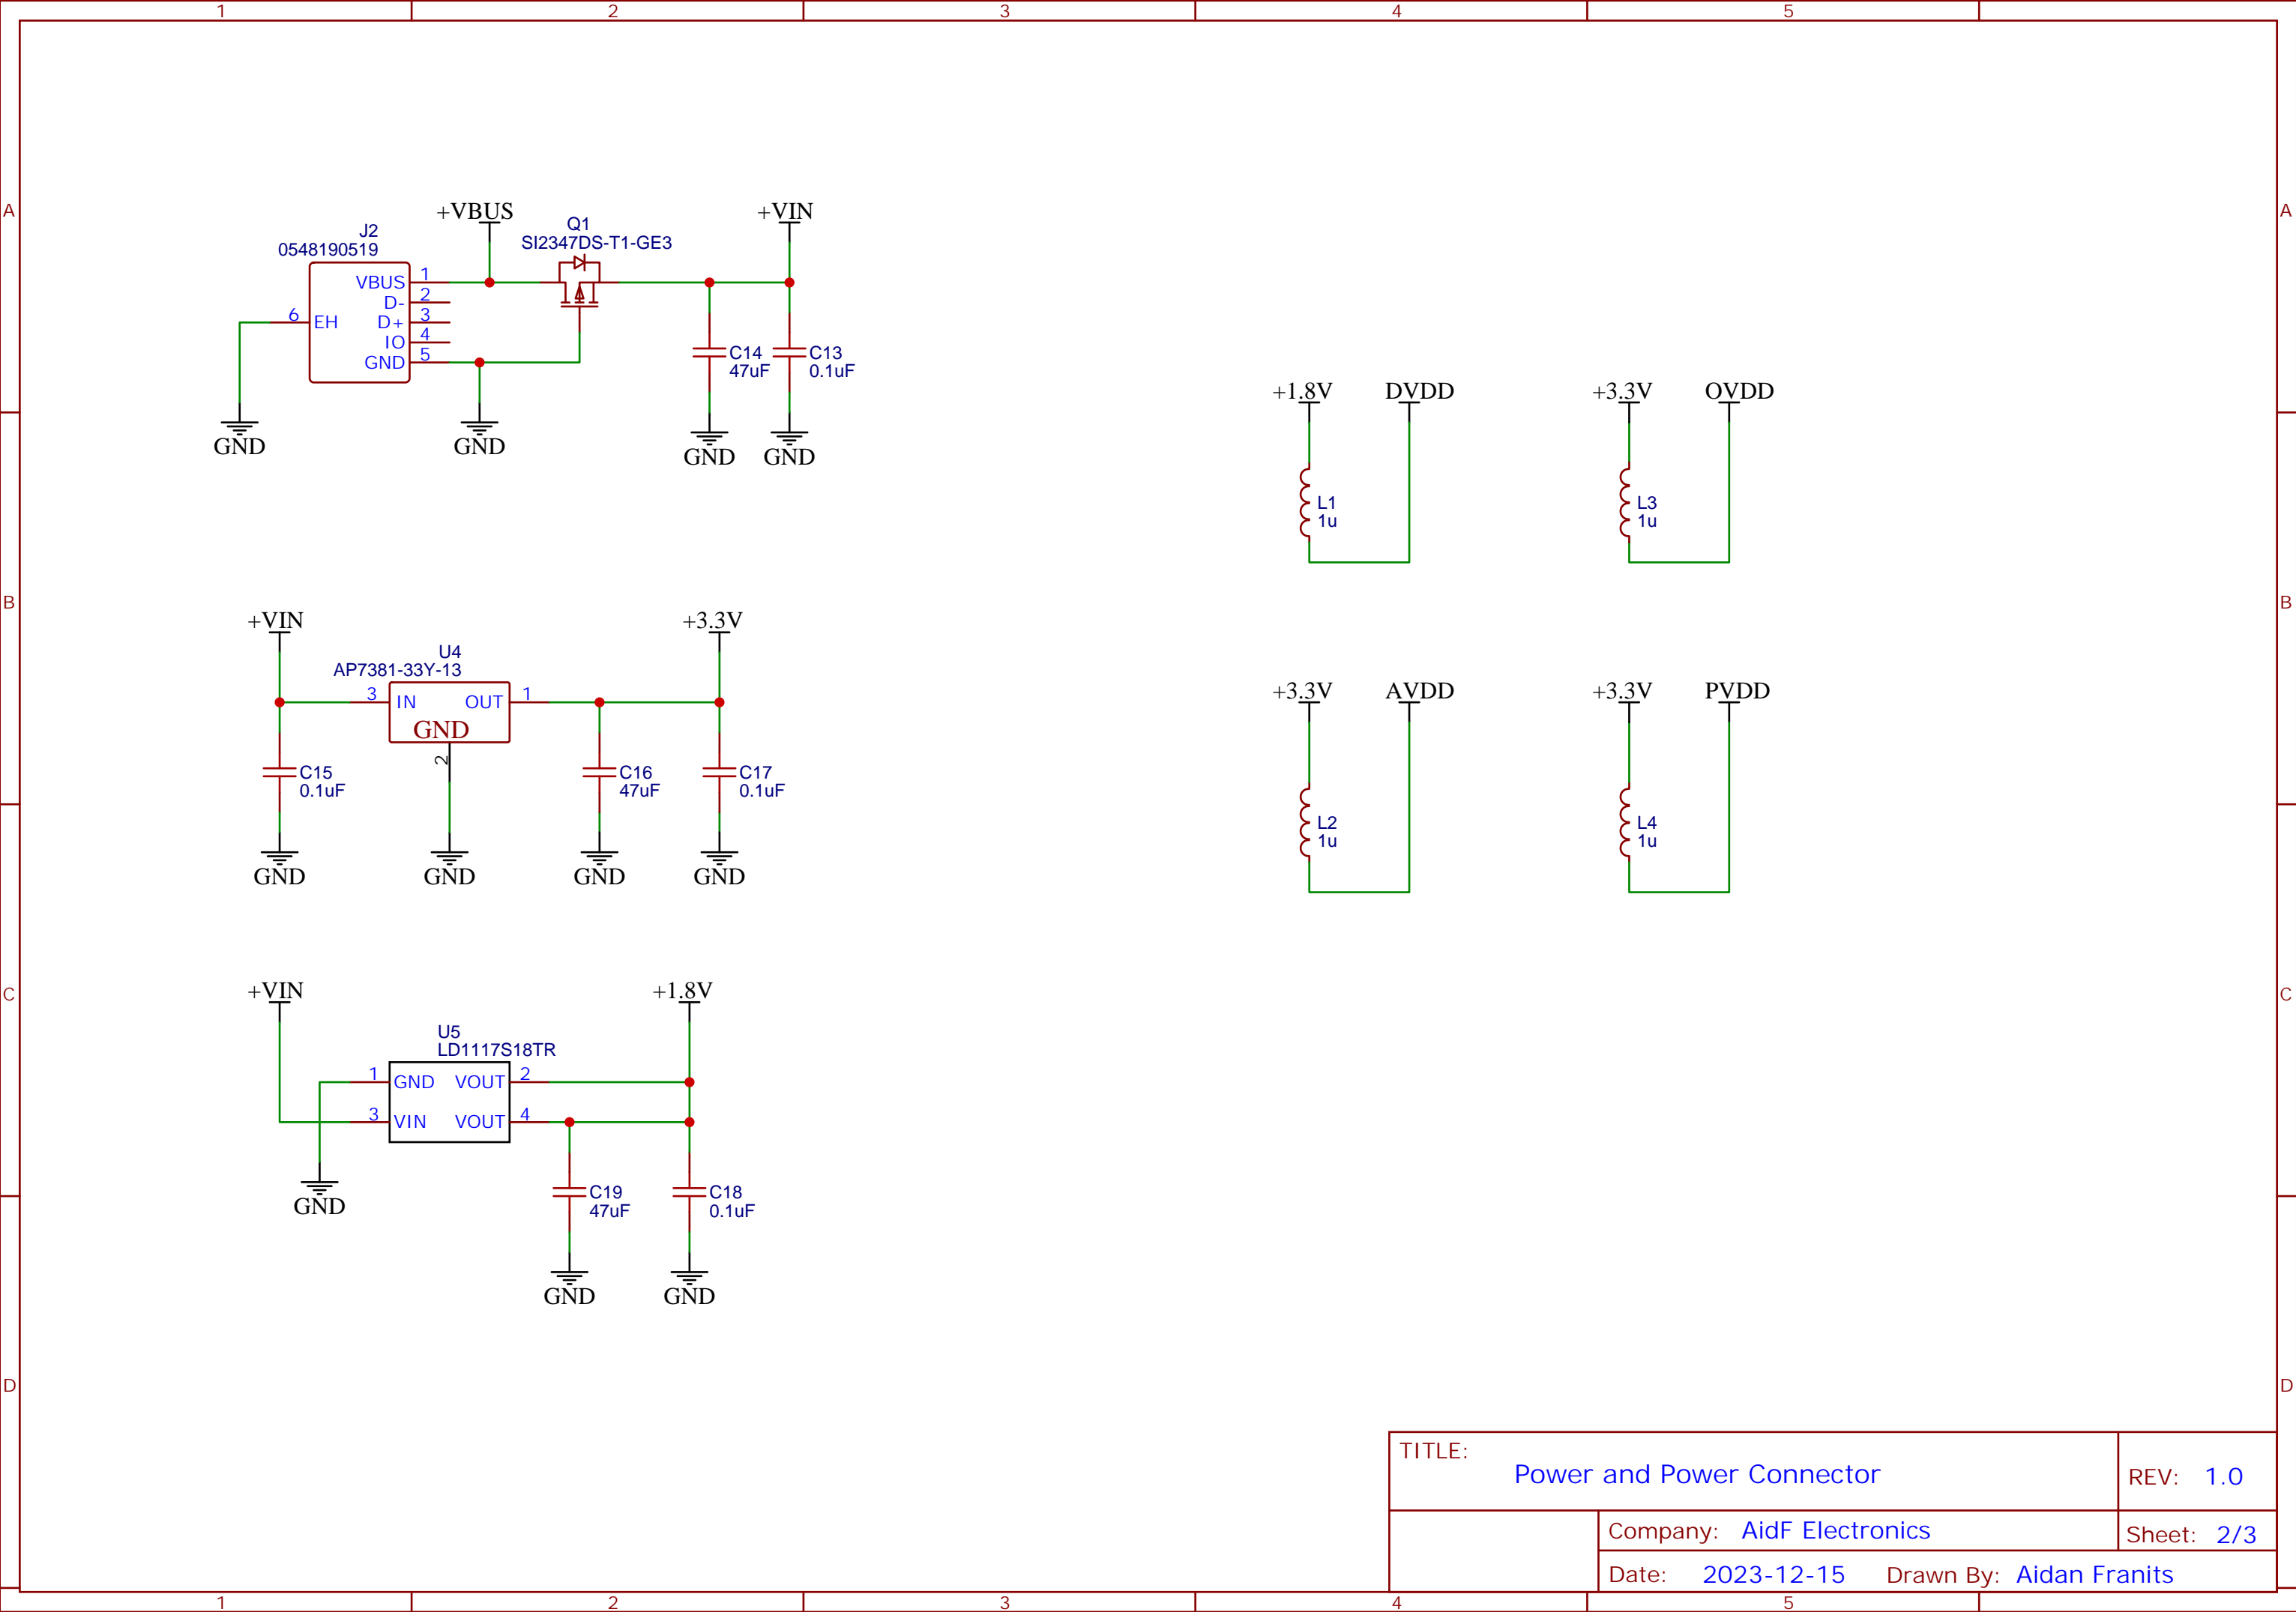 1 2 3 4 5
A A
+VBUS +VIN
Q1
SI2347DS-T1-GE3
J2
0548190519
VBUS 1
D- 2
6 EH D+ 3
IO 4
GND 5
C14 C13
47uF 0.1uF
GND GND GND GND
+1.8V DVDD +3.3V OVDD
L1 L3
1u 1u
B B
+VIN +3.3V
U4
AP7381-33Y-13
3 IN OUT 1
GND
2
C15 C16 C17
0.1uF 47uF 0.1uF
GND GND GND GND
+3.3V AVDD +3.3V PVDD
L2 L4
1u 1u
C C
+VIN +1.8V
U5
LD1117S18TR
1 GND VOUT 2
3 VIN VOUT 4
GND
C19 C18
47uF 0.1uF
GND GND
D D
TITLE:
Power and Power Connector
REV: 1.0
Company: AidF Electronics
Sheet: 2/3
Date: 2023-12-15 Drawn By: Aidan Franits
1 2 3 4 5